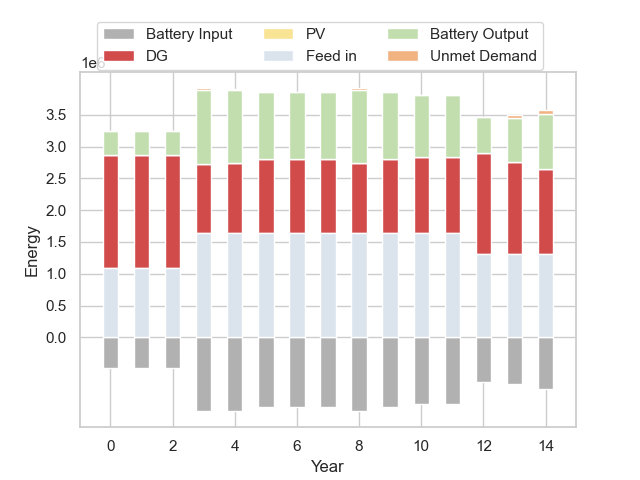 Battery Input PV Battery Output
DG Feed in Unmet Demand
1e6
3.5
3.0
2.5
2.0
1.5
1.0
0.5
0.0
Energy
0 2 4 6 8 10 12 14
Year